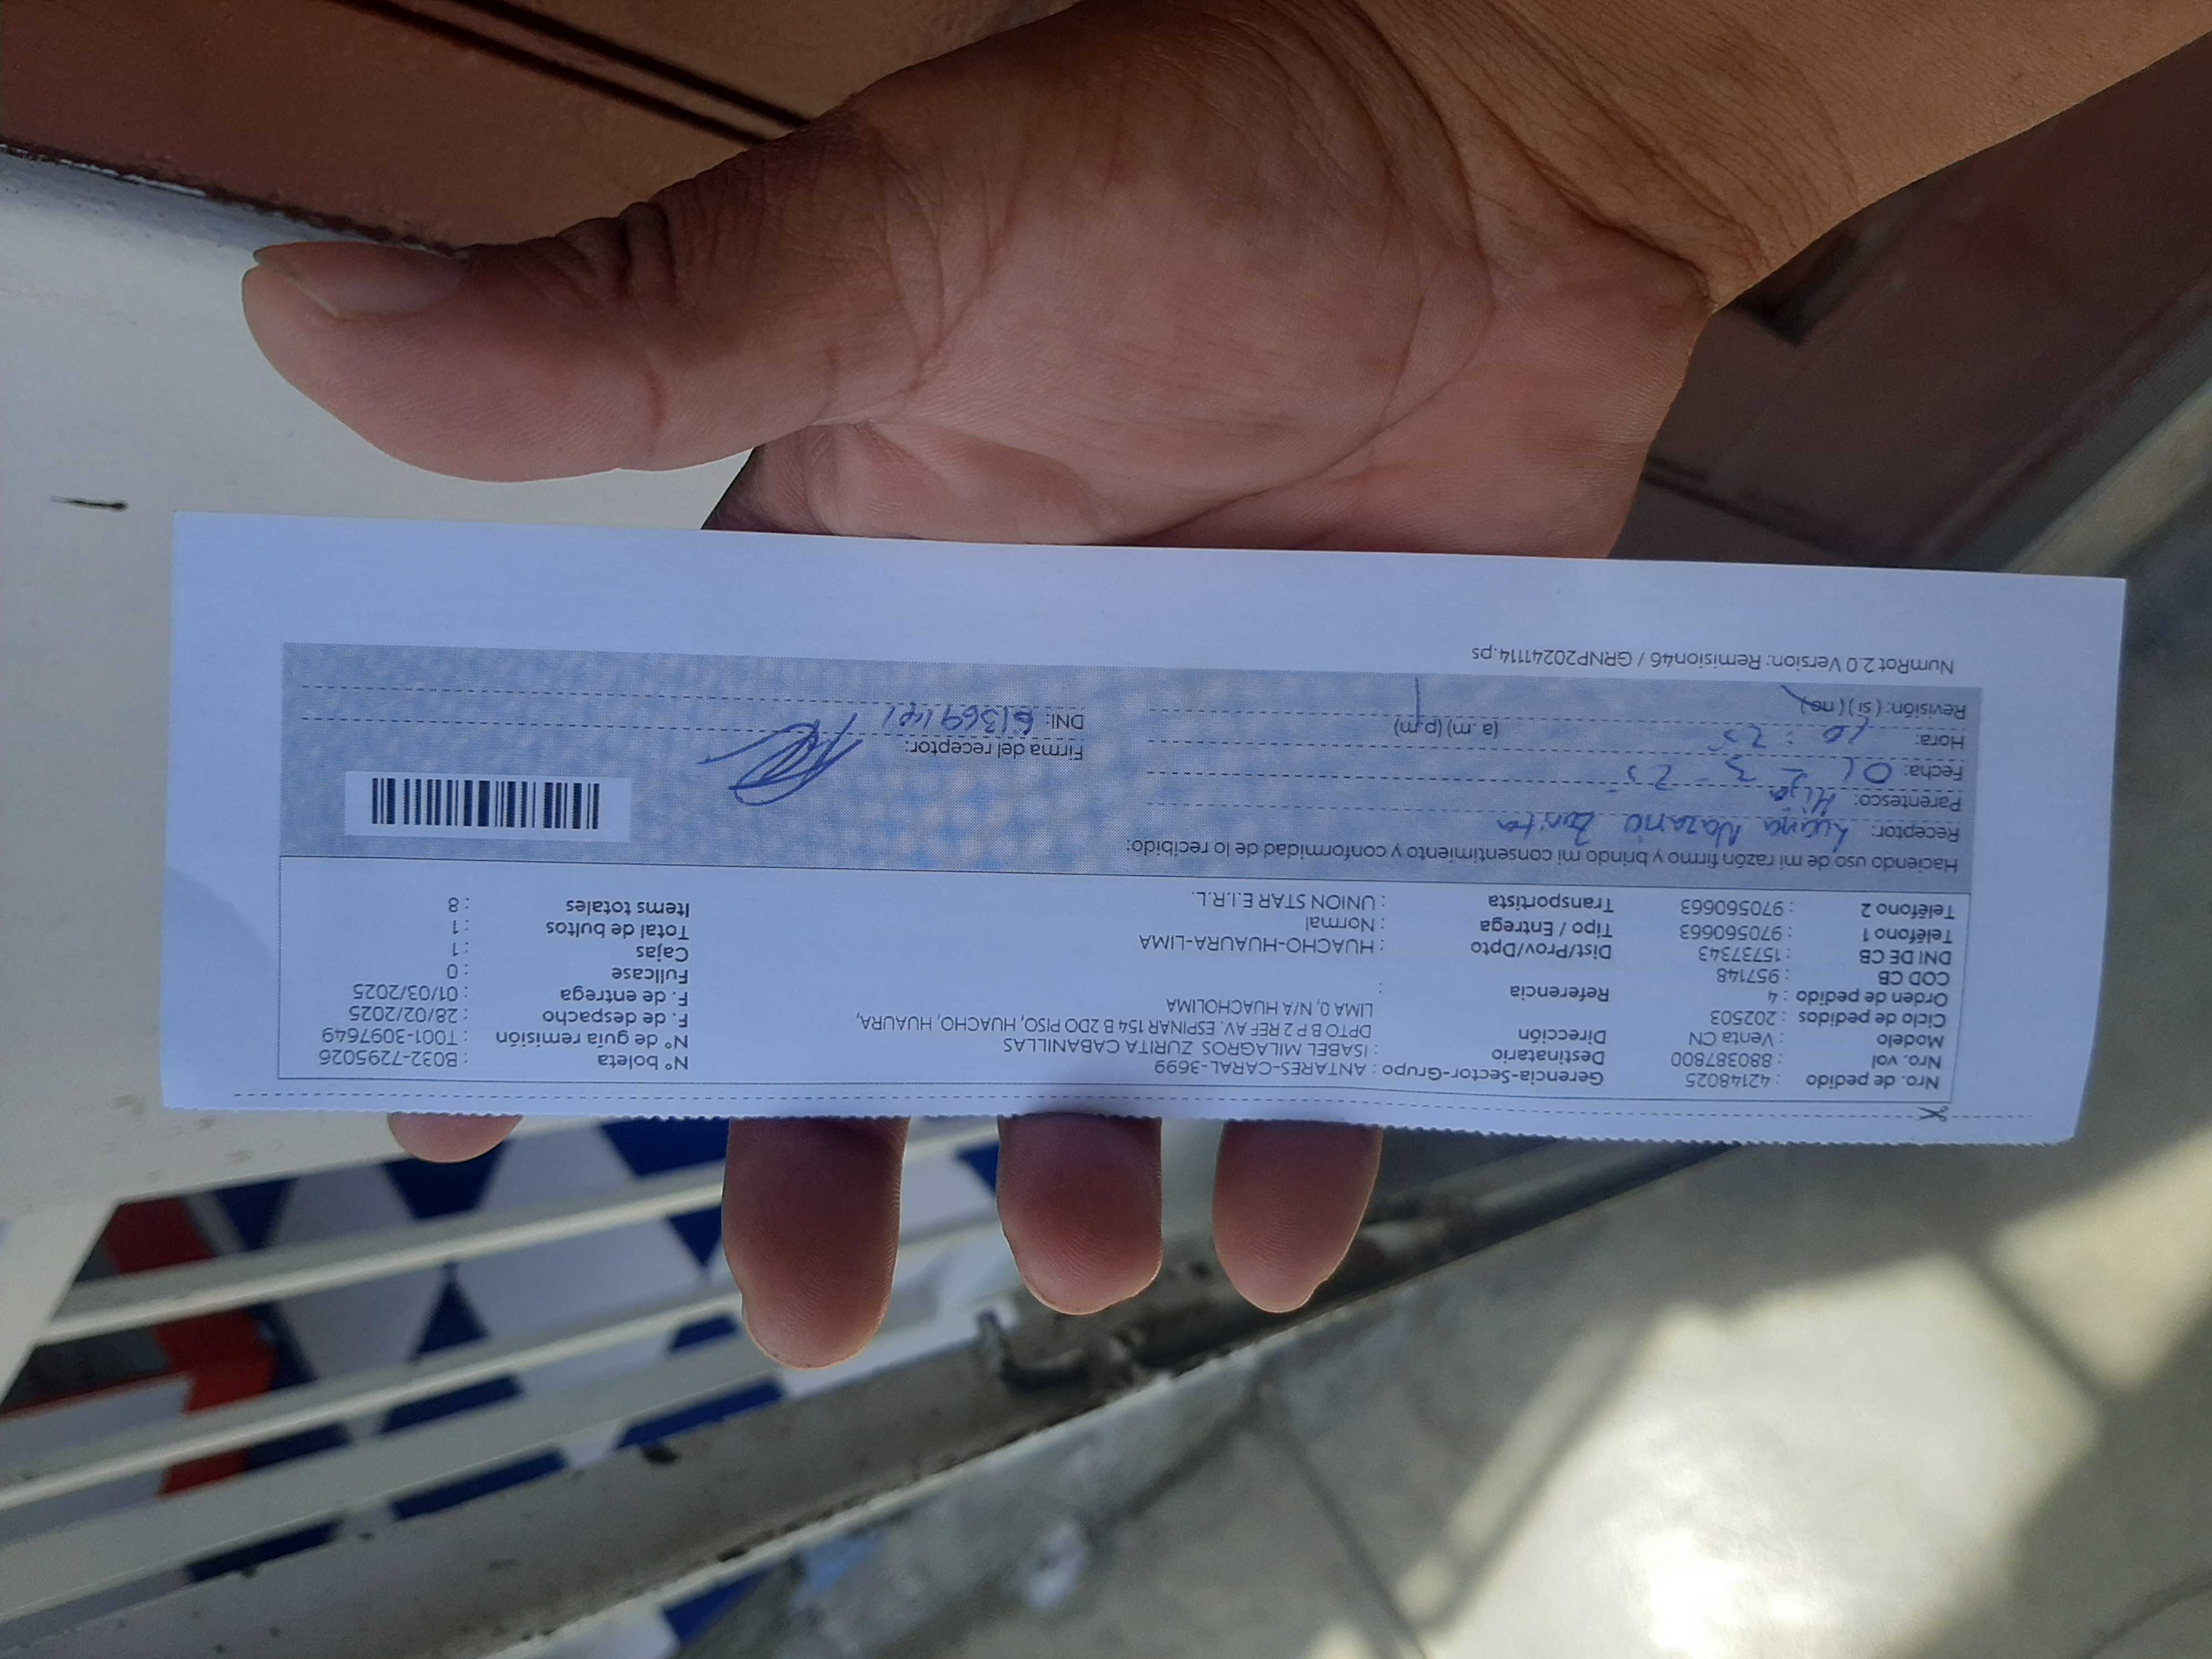 Nro. de pedido : 42148025 Gerencia-Sector-Grupo : ANTARES-CARAL-3699 N° boleta : B032-7295026
Nro. vol : 880387800 Destinatario : ISABEL MILAGROS ZURITA CABANILLAS N° de guía remisión : T001-3097649
Modelo : Venta CN Dirección DPTO B P 2 REF AV. ESPINAR 154 B 2DO PISO, HUACHO, HUAURA, F. de despacho : 28/02/2025
Ciclo de pedidos : 202503 LIMA 0, N/A HUACHOLIMA F. de entrega : 01/03/2025
Orden de pedido : 4 Referencia : Fullcase : 0
COD CB : 957148 Cajas : 1
DNI DE CB : 15737343 Dist/Prov/Dpto : HUACHO-HUAURA-LIMA Total de bultos : 1
Teléfono 1 : 970560663 Tipo / Entrega : Normal Items totales : 8
Teléfono 2 : 970560663 Transportista : UNION STAR E.I.R.L.
Haciendo uso de mi razón firmo y brindo mi consentimiento y conformidad de lo recibido:
Receptor: Nazario Zurita
Parentesco: Hija
Fecha: 3 - 25
Hora: : 25 (a .m) (p.m)
Revisión: ( si ) ( no )
Firma del receptor:
DNI:
NumRot 2.0 Version: Remision46 / GRNP20241114.ps